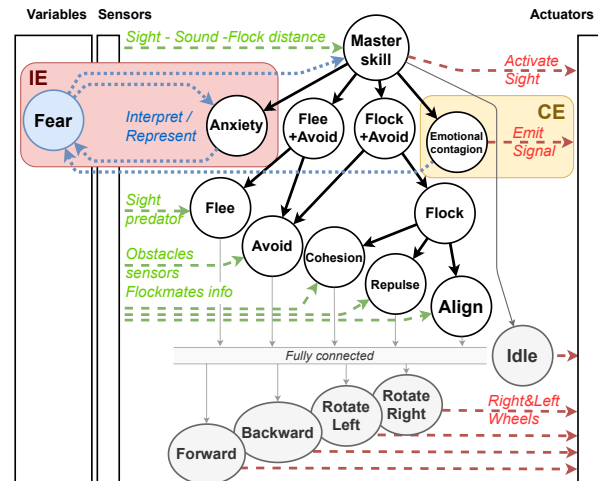 Variables
Sensors
Actuators
Sight - Sound -Flock distance
Master
skill
Activate
Sight
IE
CE
Fear
Interpret /
Represent
Anxiety
Flee
+Avoid
Flock
+Avoid
Emotional
contagion
Emit
Signal
Sight
predator
Flee
Flock
Avoid
Obstacles
sensors
Cohesion
Flockmates info
Repulse
Align
Fully connected
Idle
Rotate
Right
Rotate
Left
Right&Left
Wheels
Backward
Forward